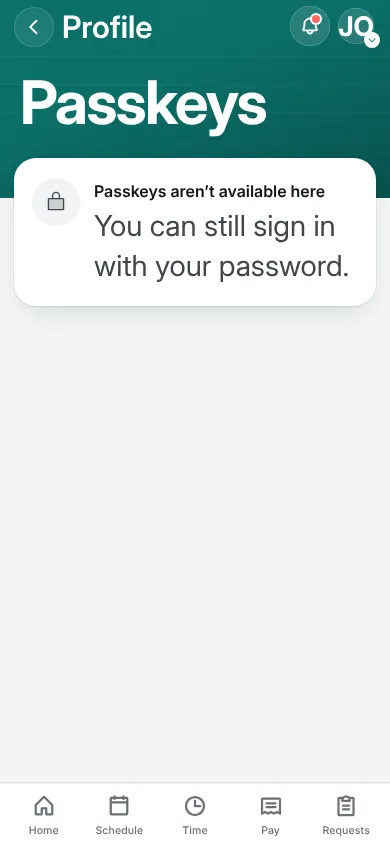 Profile
JO
Passkeys
Passkeys aren’t available here
You can still sign in
with your password.
Home
Schedule
Time
Pay
Requests